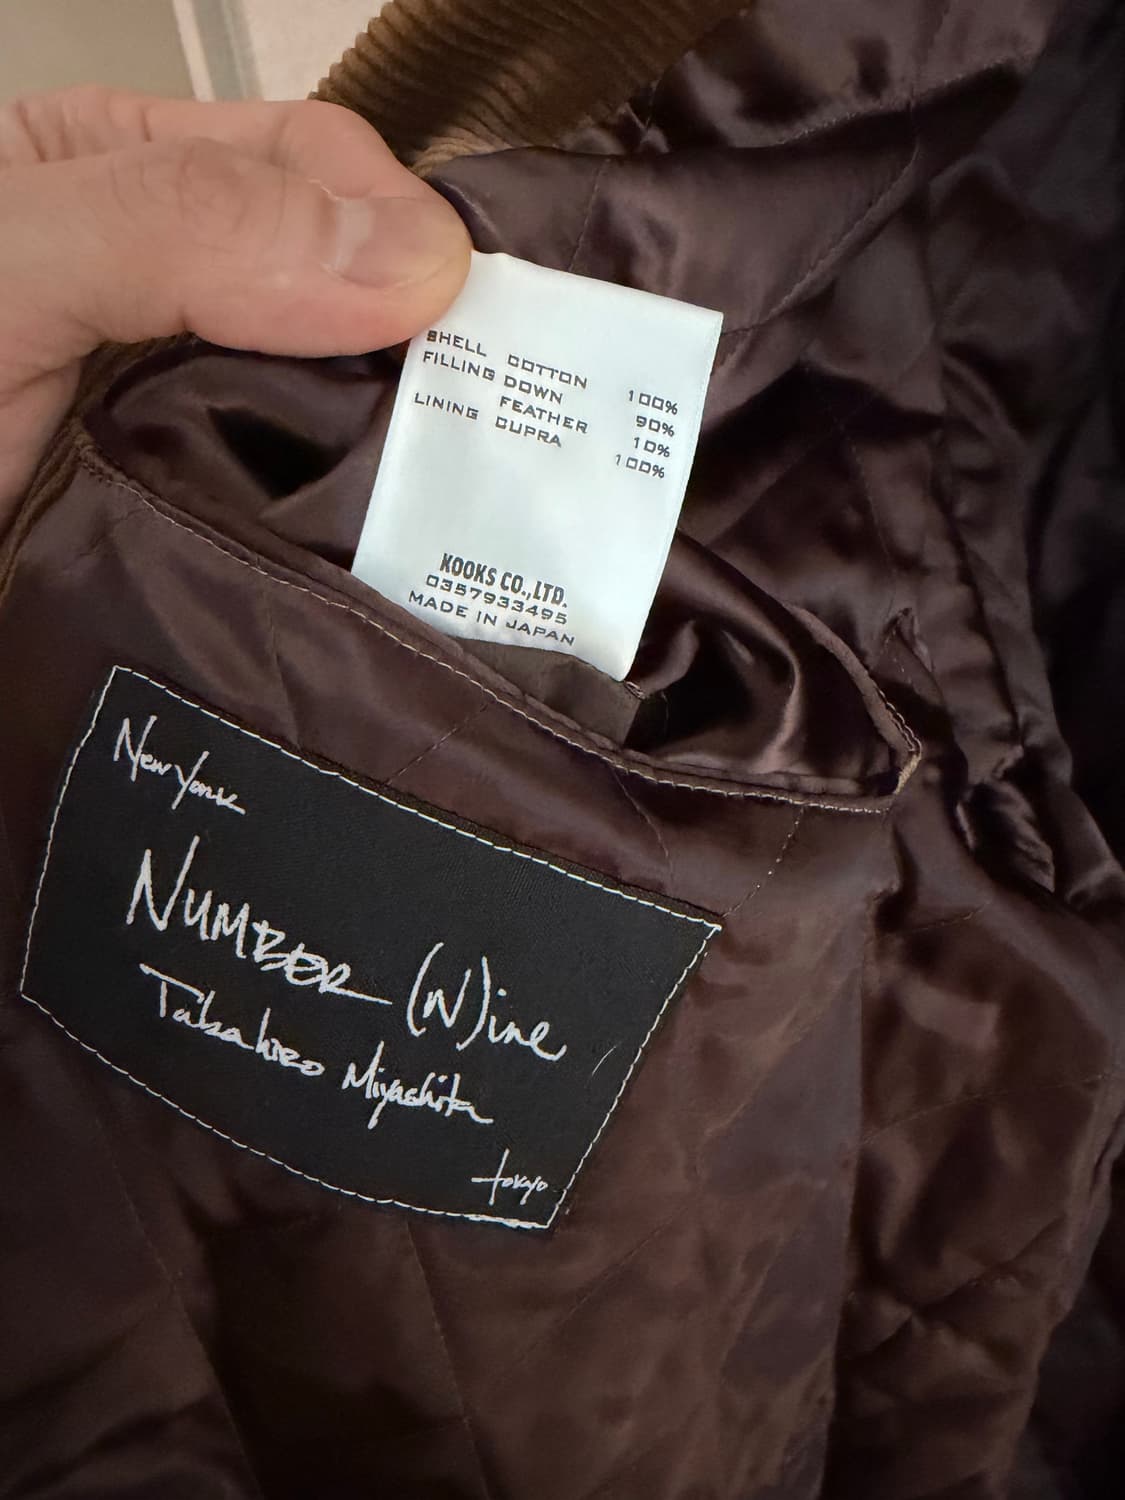 SHELL COTTON 100%
FILLING DOWN 90%
FEATHER 10%
LINING CUPRA 100%
KOOKS CO.,LTD.
0357933495
MADE IN JAPAN
New York
NUMBER (N)ine
Takahiro Miyashita
tokyo